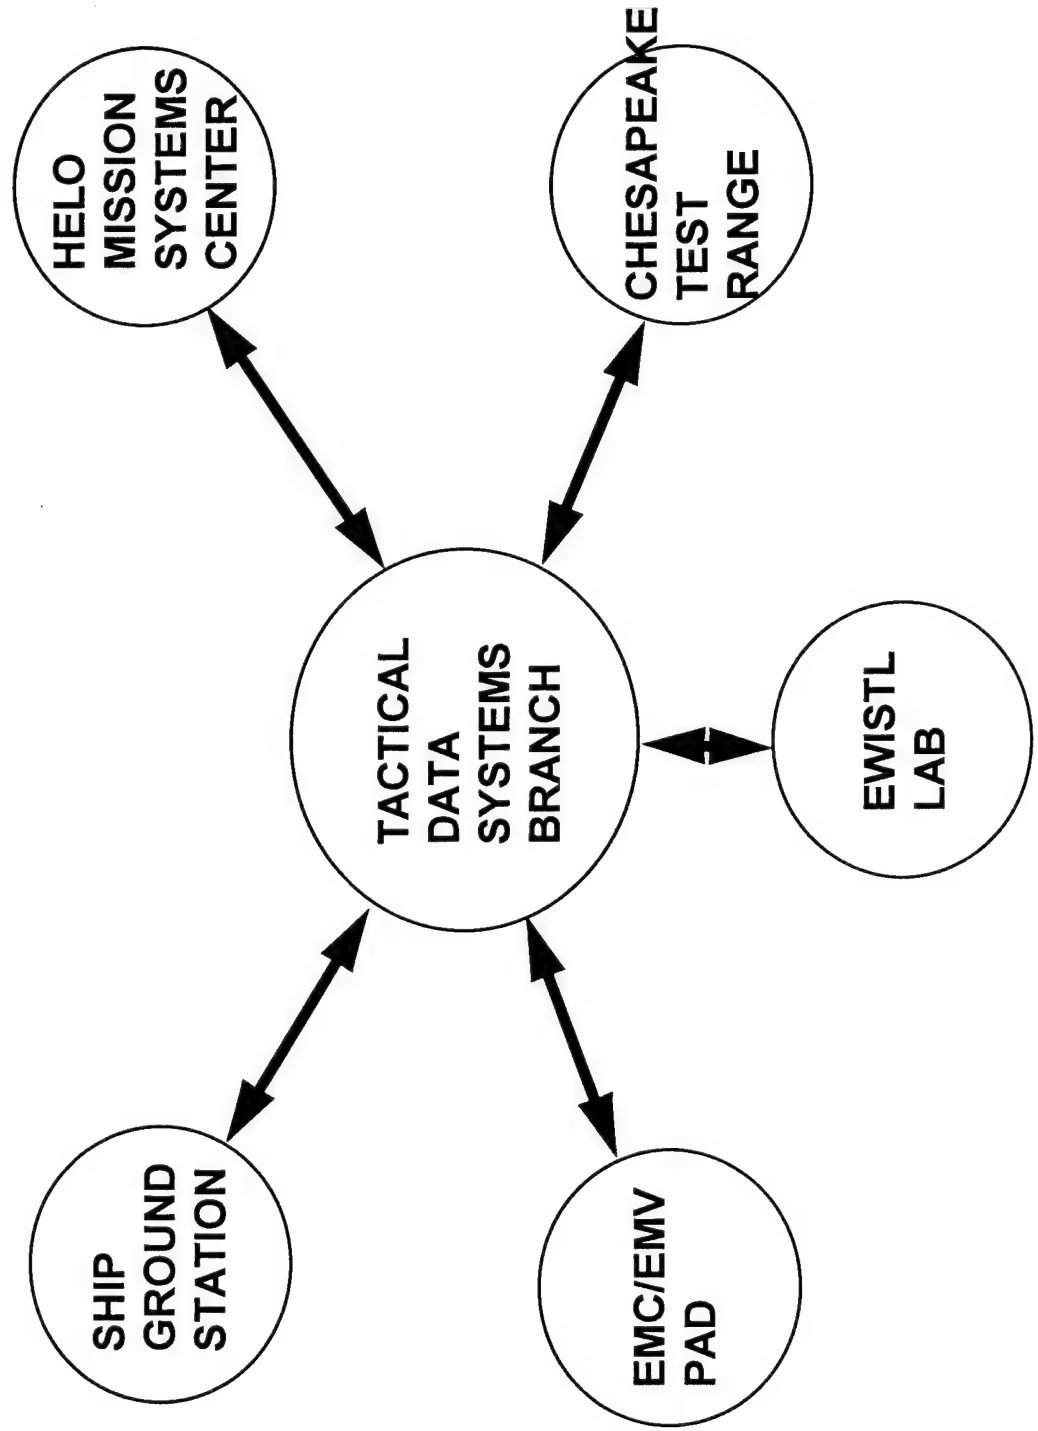 SHIP
GROUND
STATION
HELO
MISSION
SYSTEMS
CENTER
TACTICAL
DATA
SYSTEMS
BRANCH
EMC/EMV
PAD
CHESAPEAKE
TEST
RANGE
EWISTL
LAB